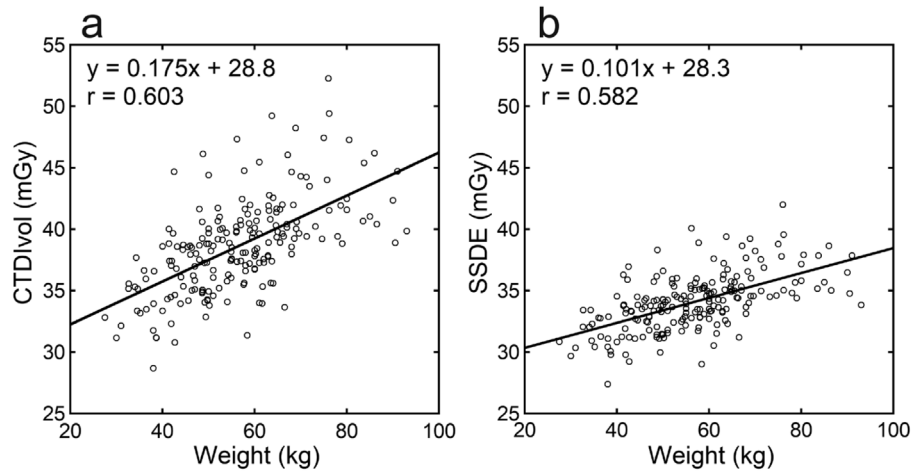 a
y = 0.175x + 28.8
r = 0.603
CTDIvol (mGy)
55
50
45
40
35
30
25
20
40
60
80
100
Weight (kg)
b
y = 0.101x + 28.3
r = 0.582
SSDE (mGy)
55
50
45
40
35
30
25
20
40
60
80
100
Weight (kg)